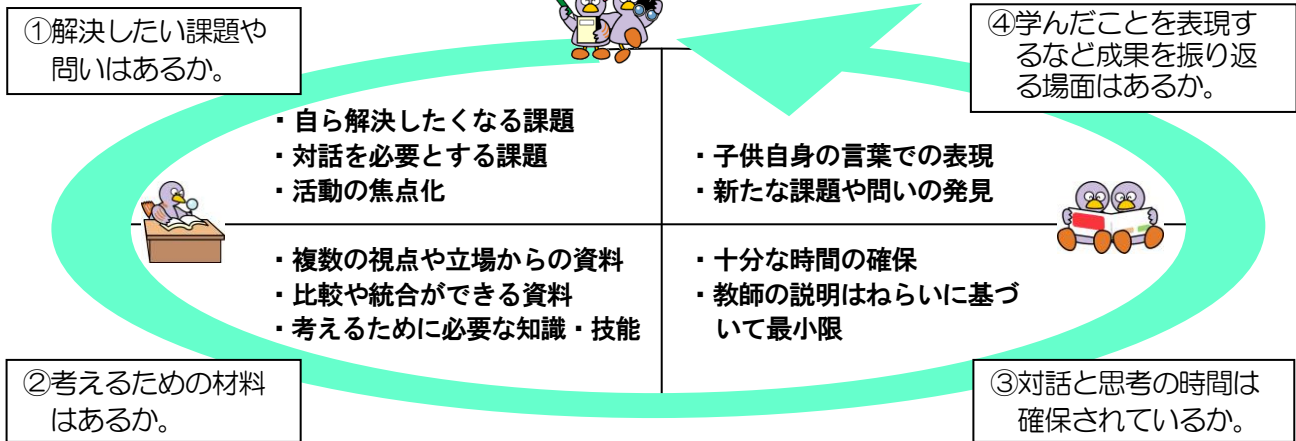 ①解決したい課題や
問いはあるか。
④学んだことを表現す
るなど成果を振り返
る場面はあるか。
・自ら解決したくなる課題
・対話を必要とする課題
・活動の焦点化
・子供自身の言葉での表現
・新たな課題や問いの発見
・複数の視点や立場からの資料
・比較や統合ができる資料
・考えるために必要な知識・技能
・十分な時間の確保
・教師の説明はねらいに基づ
いて最小限
②考えるための材料
はあるか。
③対話と思考の時間は
確保されているか。